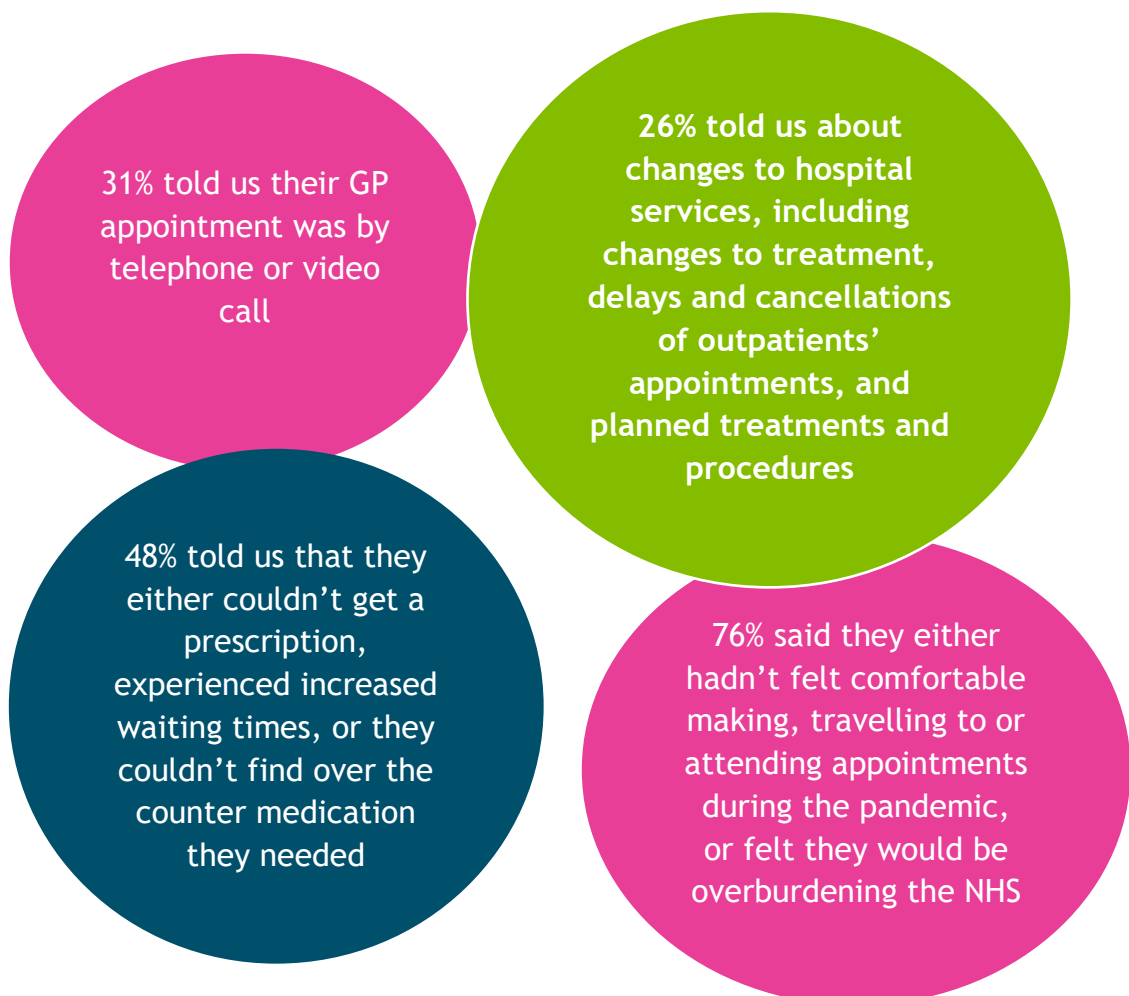 31% told us their GP
appointment was by
telephone or video
call
26% told us about
changes to hospital
services, including
changes to treatment,
delays and cancellations
of outpatients’
appointments, and
planned treatments and
procedures
48% told us that they
either couldn’t get a
prescription,
experienced increased
waiting times, or they
couldn’t find over the
counter medication
they needed
76% said they either
hadn’t felt comfortable
making, travelling to or
attending appointments
during the pandemic,
or felt they would be
overburdening the NHS